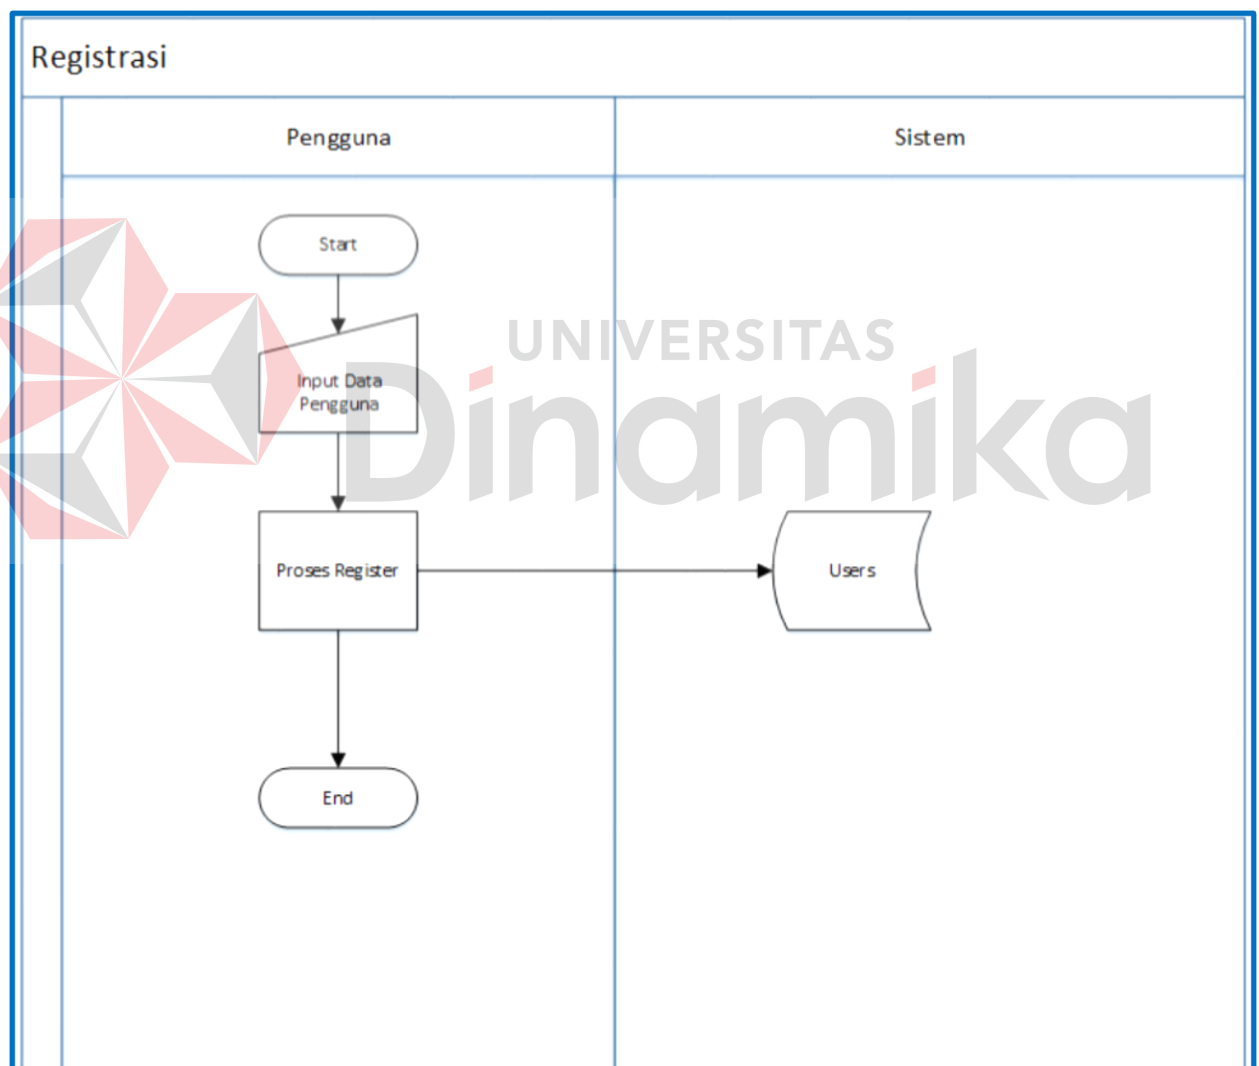 Registrasi
Pengguna
Sistem
Start
UNIVERSITAS
Dinamika
Input Data
Pengguna
Proses Register
Users
End